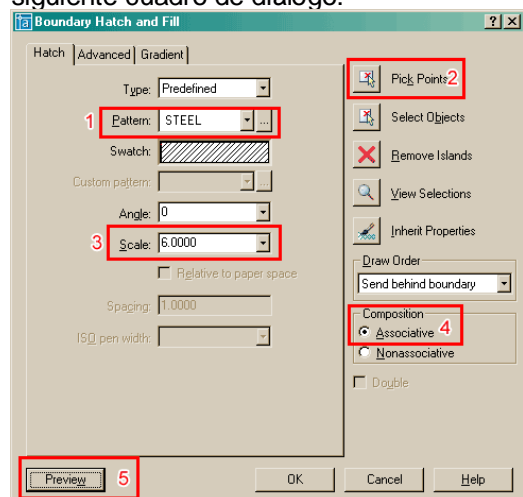 siguiente cuadro de diálogo.
Boundary Hatch and Fill
Hatch Advanced Gradient
Type: Predefined
1 Pattern: STEEL ...
Swatch:
Custom pattern: ...
Angle: 0
3 Scale: 6.0000
Relative to paper space
Spacing: 1.0000
ISO pen width:
Pick Points 2
Select Objects
Remove Islands
View Selections
Inherit Properties
Draw Order
Send behind boundary
Composition
Associative 4
Nonassociative
Double
Preview 5 OK Cancel Help